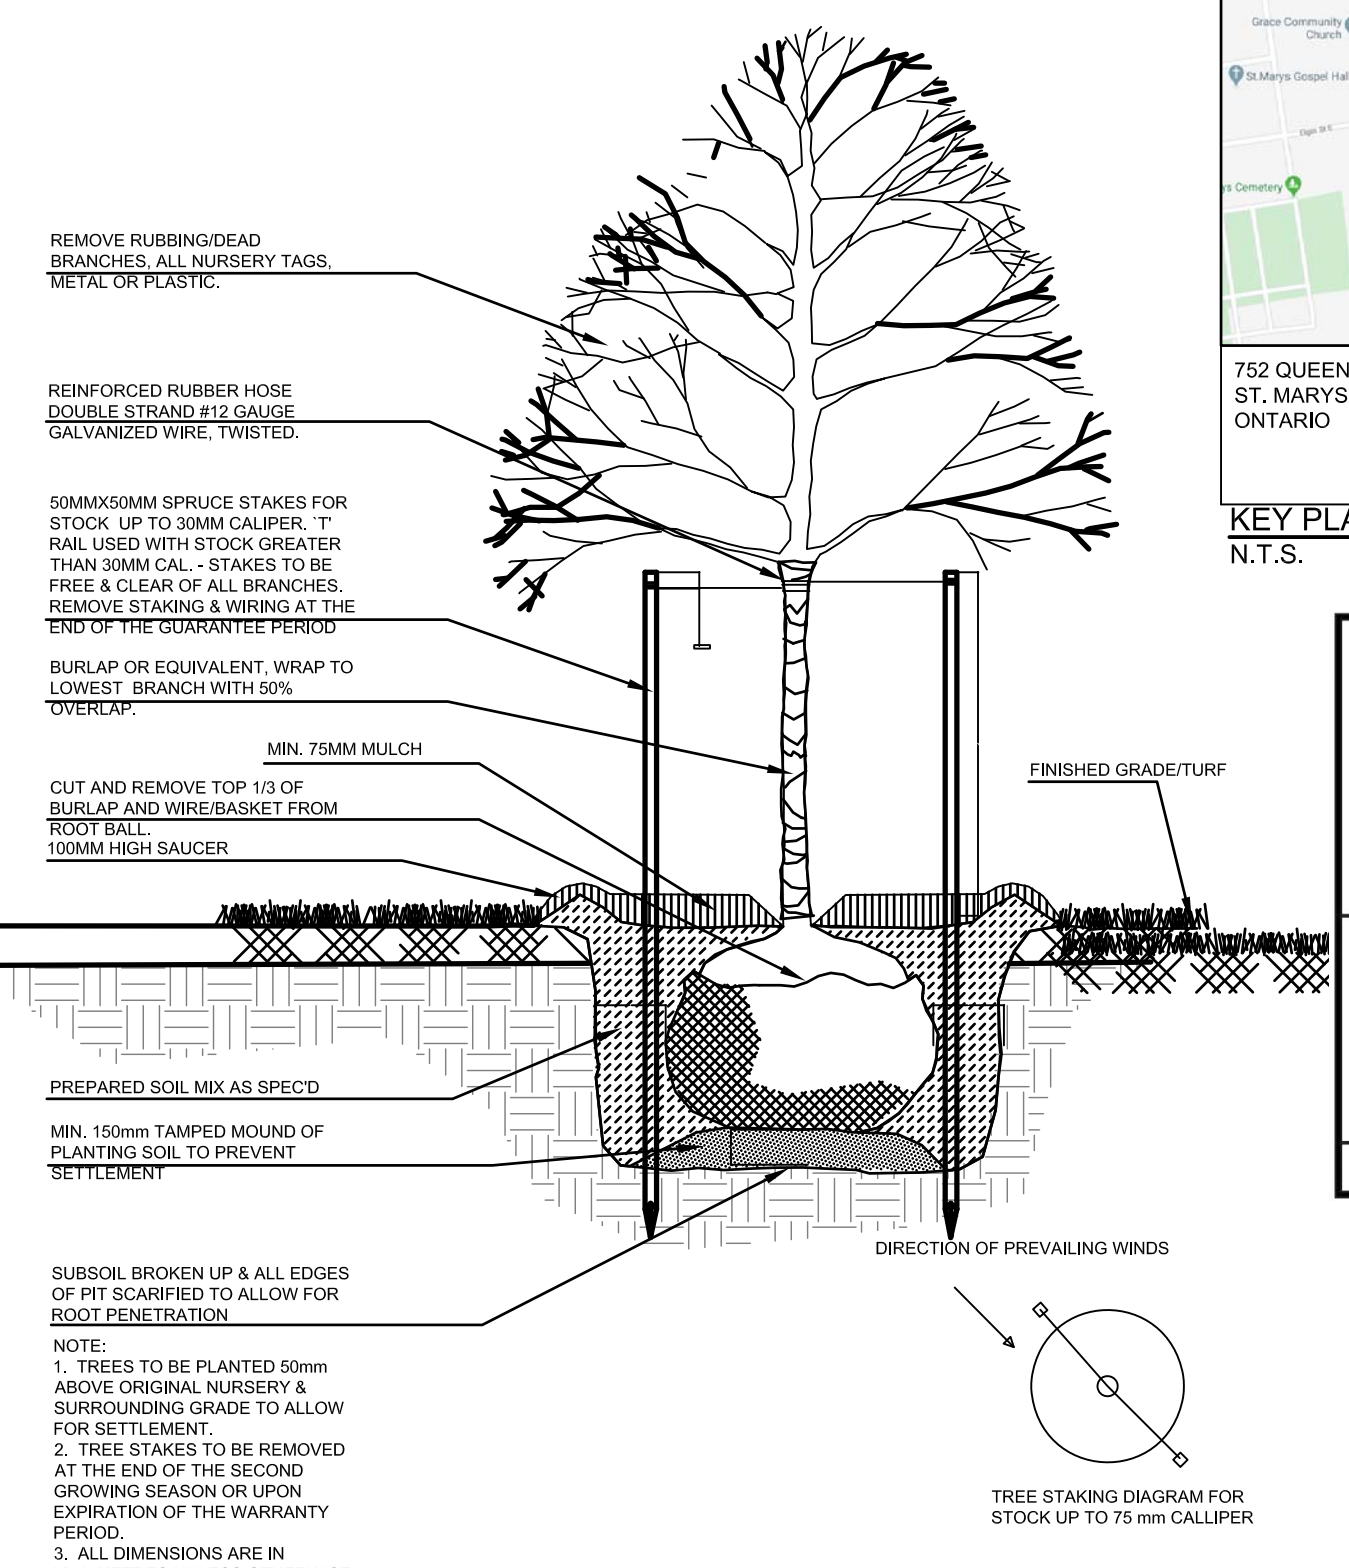 Grace Community
Church
St.Marys Gospel Hal
Elgin St E
ys Cemetery
752 QUEEN
ST. MARYS
ONTARIO
KEY PLA
N.T.S.
REMOVE RUBBING/DEAD
BRANCHES, ALL NURSERY TAGS,
METAL OR PLASTIC.
REINFORCED RUBBER HOSE
DOUBLE STRAND #12 GAUGE
GALVANIZED WIRE, TWISTED.
50MMX50MM SPRUCE STAKES FOR
STOCK UP TO 30MM CALIPER. `T'
RAIL USED WITH STOCK GREATER
THAN 30MM CAL. - STAKES TO BE
FREE & CLEAR OF ALL BRANCHES.
REMOVE STAKING & WIRING AT THE
END OF THE GUARANTEE PERIOD
BURLAP OR EQUIVALENT, WRAP TO
LOWEST BRANCH WITH 50%
OVERLAP.
MIN. 75MM MULCH
CUT AND REMOVE TOP 1/3 OF
BURLAP AND WIRE/BASKET FROM
ROOT BALL.
100MM HIGH SAUCER
FINISHED GRADE/TURF
PREPARED SOIL MIX AS SPEC'D
MIN. 150mm TAMPED MOUND OF
PLANTING SOIL TO PREVENT
SETTLEMENT
SUBSOIL BROKEN UP & ALL EDGES
OF PIT SCARIFIED TO ALLOW FOR
ROOT PENETRATION
NOTE:
1. TREES TO BE PLANTED 50mm
ABOVE ORIGINAL NURSERY &
SURROUNDING GRADE TO ALLOW
FOR SETTLEMENT.
2. TREE STAKES TO BE REMOVED
AT THE END OF THE SECOND
GROWING SEASON OR UPON
EXPIRATION OF THE WARRANTY
PERIOD.
3. ALL DIMENSIONS ARE IN
DIRECTION OF PREVAILING WINDS
TREE STAKING DIAGRAM FOR
STOCK UP TO 75 mm CALLIPER